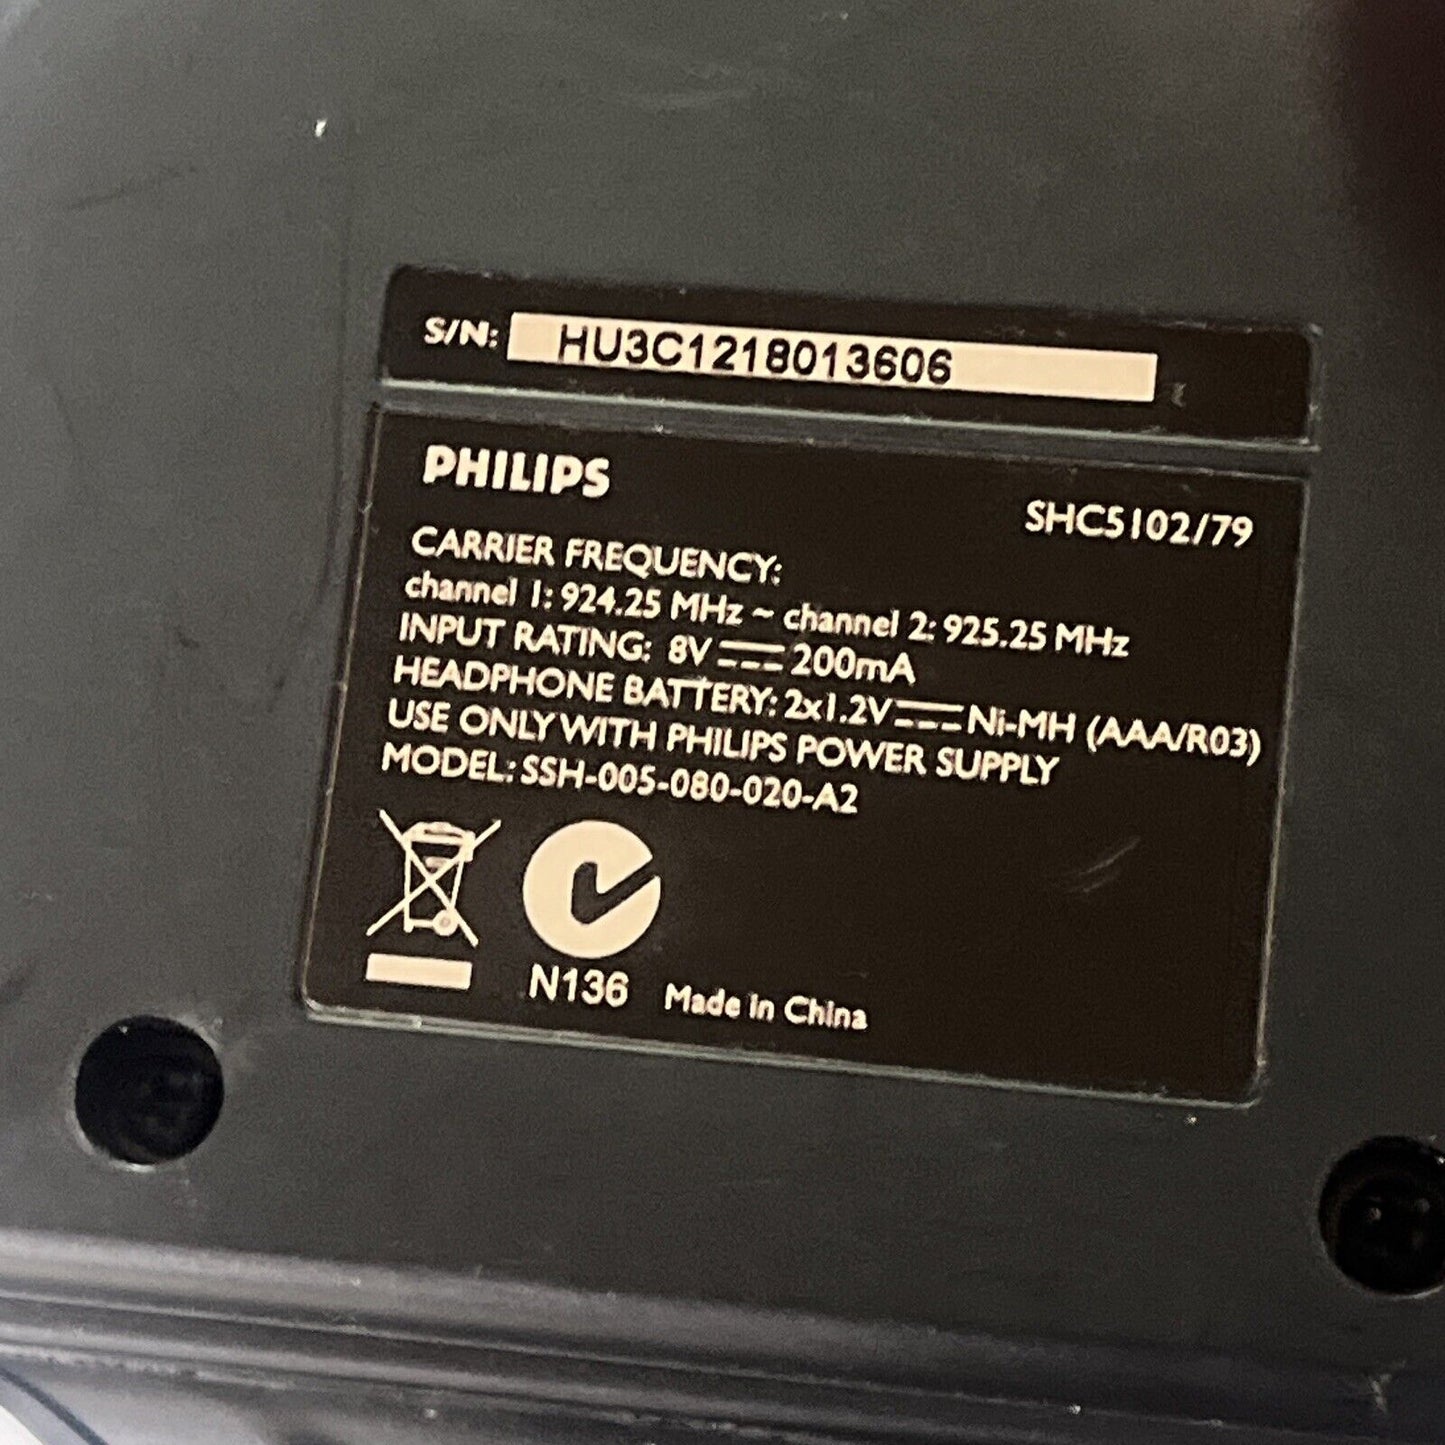 S/N: HU3C1218013606
PHILIPS
SHC5102/79
CARRIER FREQUENCY:
channel 1: 924.25 MHz ~ channel 2: 925.25 MHz
INPUT RATING: 8V ⎓ 200mA
HEADPHONE BATTERY: 2x1.2V ⎓ Ni-MH (AAA/R03)
USE ONLY WITH PHILIPS POWER SUPPLY
MODEL: SSH-005-080-020-A2
N136 Made in China